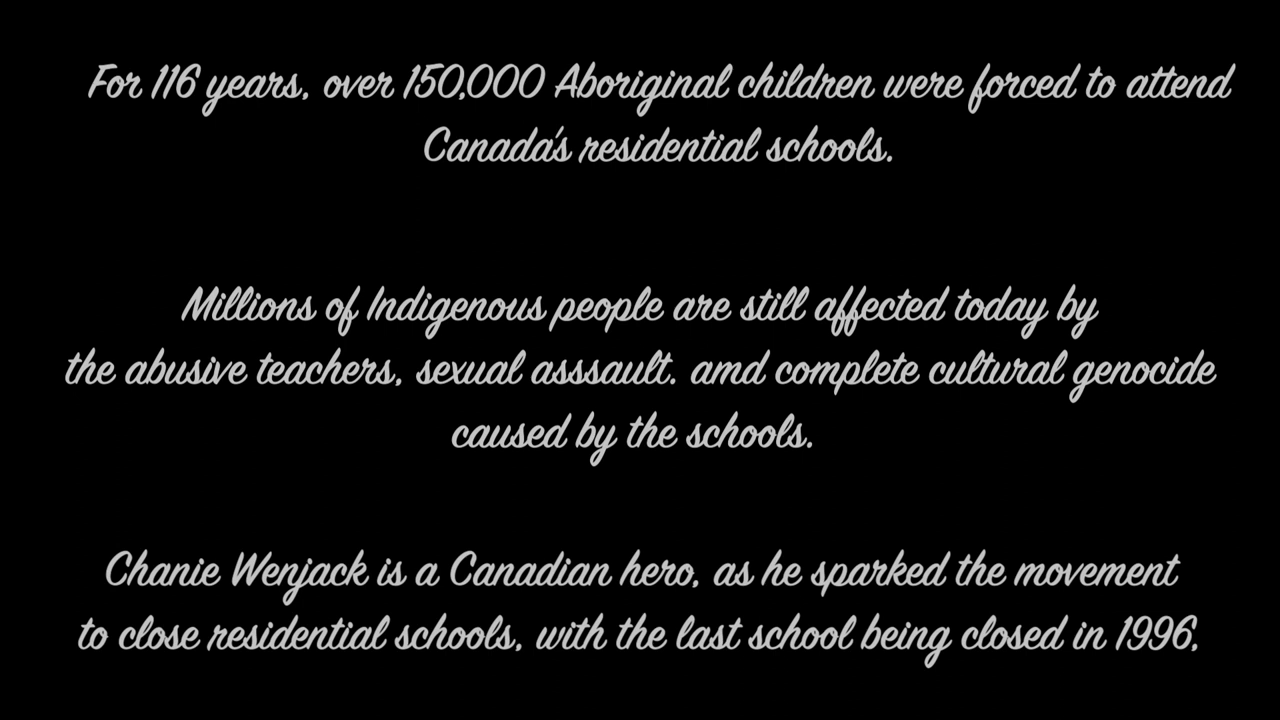 For 116 years, over 150,000 Aboriginal children were forced to attend
Canada's residential schools.
Millions of Indigenous people are still affected today by
the abusive teachers, sexual asssault. amd complete cultural genocide
caused by the schools.
Chanie Wenjack is a Canadian hero, as he sparked the movement
to close residential schools, with the last school being closed in 1996,